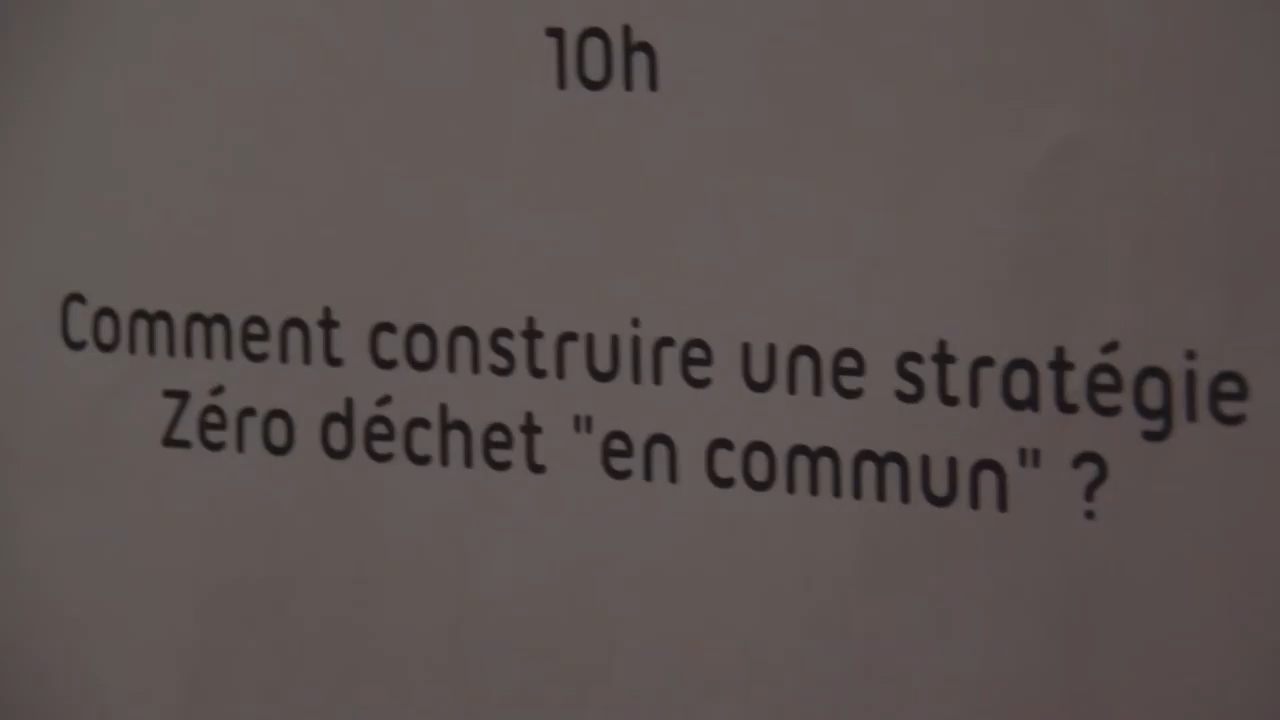 10h
Comment construire une stratégie
Zéro déchet "en commun" ?